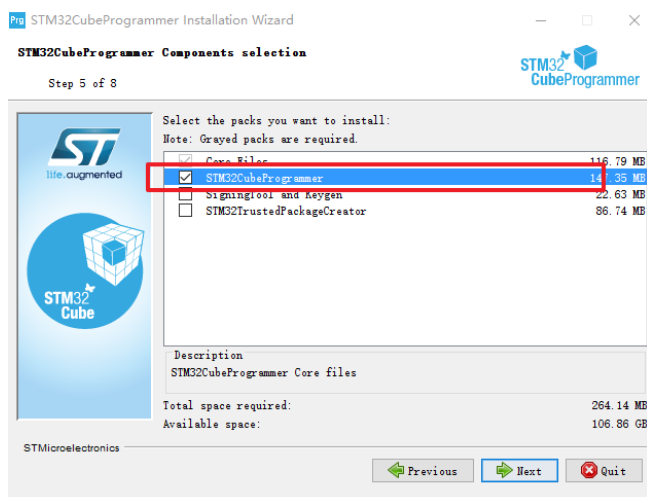 Prg STM32CubeProgrammer Installation Wizard
STM32CubeProgrammer Components selection
Step 5 of 8
STM32
CubeProgrammer
ST
life.augmented
STM32
Cube
Select the packs you want to install:
Note: Grayed packs are required.
Core Files 116.79 MB
STM32CubeProgrammer .35 MB
SigningTool and Keygen 22.63 MB
STM32TrustedPackageCreator 86.74 MB
Description
STM32CubeProgrammer Core files
Total space required: 264.14 MB
Available space: 106.86 GB
STMicroelectronics
Previous Next Quit